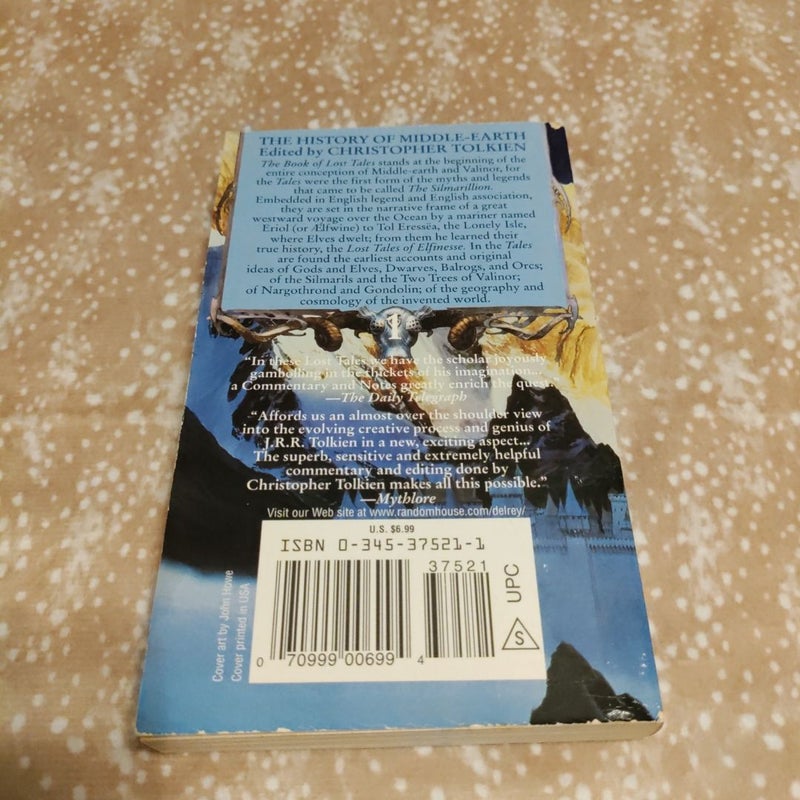 THE HISTORY OF MIDDLE-EARTH
Edited by CHRISTOPHER TOLKIEN
The Book of Lost Tales stands at the beginning of the
entire conception of Middle-earth and Valinor, for
the Tales were the first form of the myths and legends
that came to be called The Silmarillion.
Embedded in English legend and English association,
they are set in the narrative frame of a great
westward voyage over the Ocean by a mariner named
Eriol (or Ælfwine) to Tol Eressëa, the Lonely Isle,
where Elves dwelt; from them he learned their
true history, the Lost Tales of Elfinesse. In the Tales
are found the earliest accounts and original
ideas of Gods and Elves, Dwarves, Balrogs, and Orcs;
of the Silmarils and the Two Trees of Valinor;
of Nargothrond and Gondolin; of the geography and
cosmology of the invented world.
"In these Lost Tales we have the scholar joyously
gambolling in the thickets of his imagination...
a Commentary and Notes greatly enrich the quest."
—The Daily Telegraph
"Affords us an almost over the shoulder view
into the evolving creative process and genius of
J.R.R. Tolkien in a new, exciting aspect...
The superb, sensitive and extremely helpful
commentary and editing done by
Christopher Tolkien makes all this possible."
—Mythlore
Visit our Web site at www.randomhouse.com/delrey/
U.S. $6.99
ISBN 0-345-37521-1
37521
0 70999 00699 4
UPC
S
Cover art by John Howe
Cover printed in USA